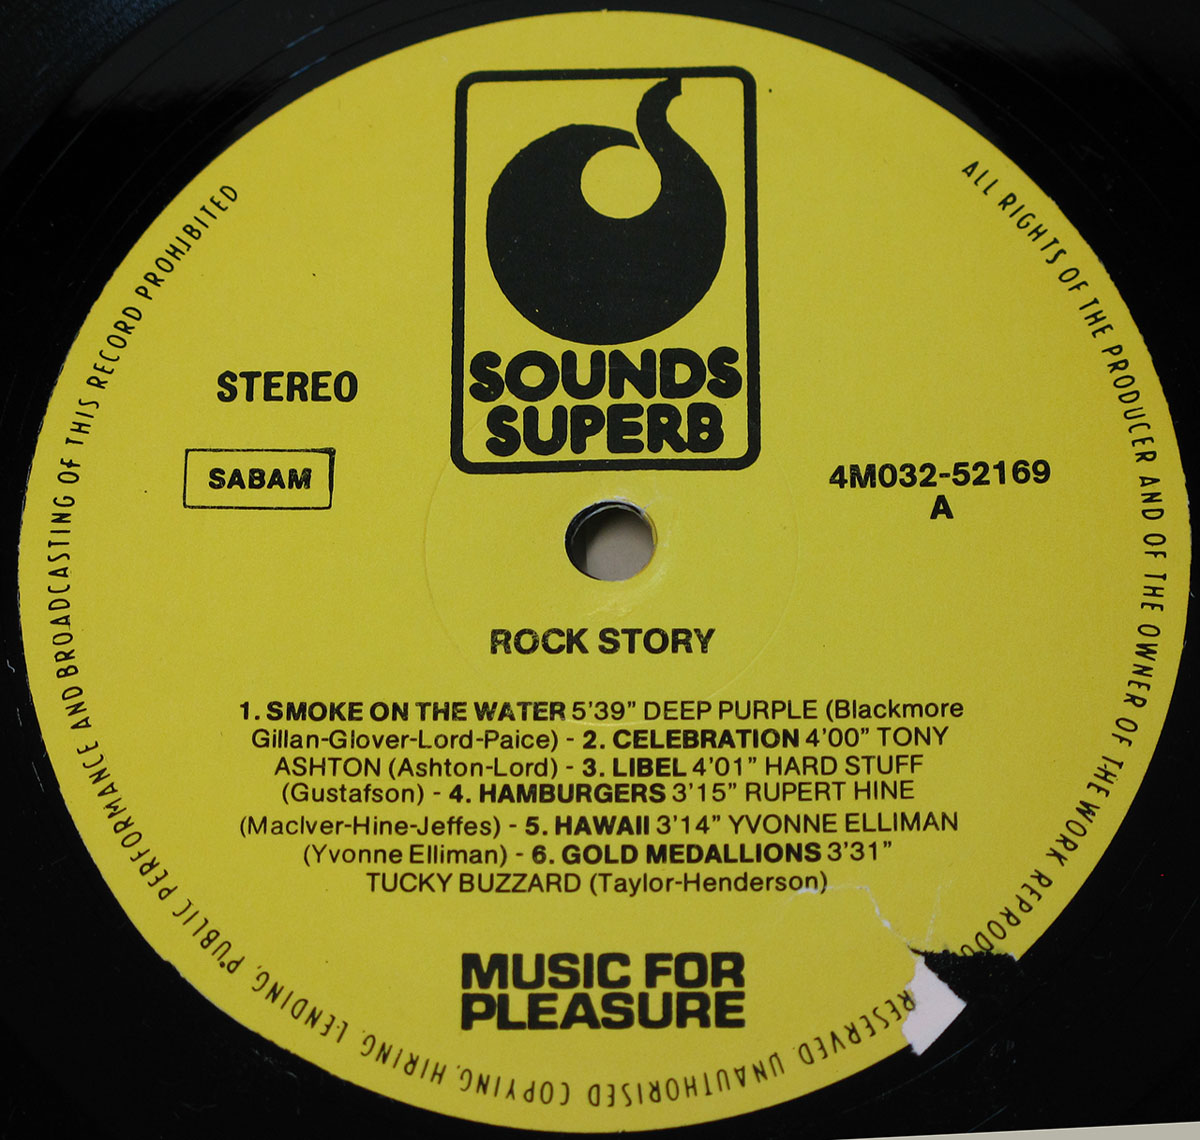 SOUNDS
SUPERB
STEREO
SABAM
4M032-52169
A
ROCK STORY
1. SMOKE ON THE WATER 5'39" DEEP PURPLE (Blackmore
Gillan-Glover-Lord-Paice) - 2. CELEBRATION 4'00" TONY
ASHTON (Ashton-Lord) - 3. LIBEL 4'01" HARD STUFF
(Gustafson) - 4. HAMBURGERS 3'15" RUPERT HINE
(MacIver-Hine-Jeffes) - 5. HAWAII 3'14" YVONNE ELLIMAN
(Yvonne Elliman) - 6. GOLD MEDALLIONS 3'31"
TUCKY BUZZARD (Taylor-Henderson)
MUSIC FOR
PLEASURE
ALL RIGHTS OF THE PRODUCER AND OF THE OWNER OF THE WORK RESERVED. UNAUTHORISED COPYING, HIRING, LENDING, PUBLIC PERFORMANCE AND BROADCASTING OF THIS RECORD PROHIBITED